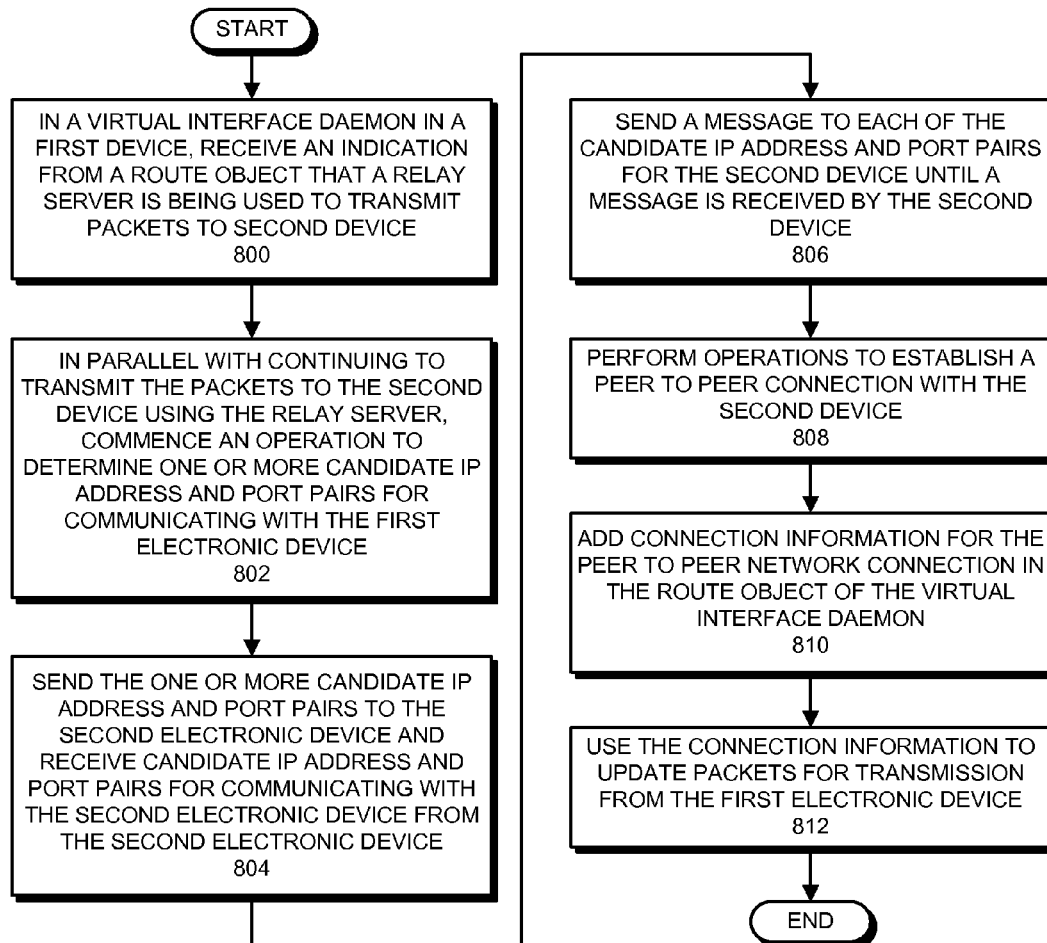 START
IN A VIRTUAL INTERFACE DAEMON IN A
FIRST DEVICE, RECEIVE AN INDICATION
FROM A ROUTE OBJECT THAT A RELAY
SERVER IS BEING USED TO TRANSMIT
PACKETS TO SECOND DEVICE
800
IN PARALLEL WITH CONTINUING TO
TRANSMIT THE PACKETS TO THE SECOND
DEVICE USING THE RELAY SERVER,
COMMENCE AN OPERATION TO
DETERMINE ONE OR MORE CANDIDATE IP
ADDRESS AND PORT PAIRS FOR
COMMUNICATING WITH THE FIRST
ELECTRONIC DEVICE
802
SEND THE ONE OR MORE CANDIDATE IP
ADDRESS AND PORT PAIRS TO THE
SECOND ELECTRONIC DEVICE AND
RECEIVE CANDIDATE IP ADDRESS AND
PORT PAIRS FOR COMMUNICATING WITH
THE SECOND ELECTRONIC DEVICE FROM
THE SECOND ELECTRONIC DEVICE
804
SEND A MESSAGE TO EACH OF THE
CANDIDATE IP ADDRESS AND PORT PAIRS
FOR THE SECOND DEVICE UNTIL A
MESSAGE IS RECEIVED BY THE SECOND
DEVICE
806
PERFORM OPERATIONS TO ESTABLISH A
PEER TO PEER CONNECTION WITH THE
SECOND DEVICE
808
ADD CONNECTION INFORMATION FOR THE
PEER TO PEER NETWORK CONNECTION IN
THE ROUTE OBJECT OF THE VIRTUAL
INTERFACE DAEMON
810
USE THE CONNECTION INFORMATION TO
UPDATE PACKETS FOR TRANSMISSION
FROM THE FIRST ELECTRONIC DEVICE
812
END